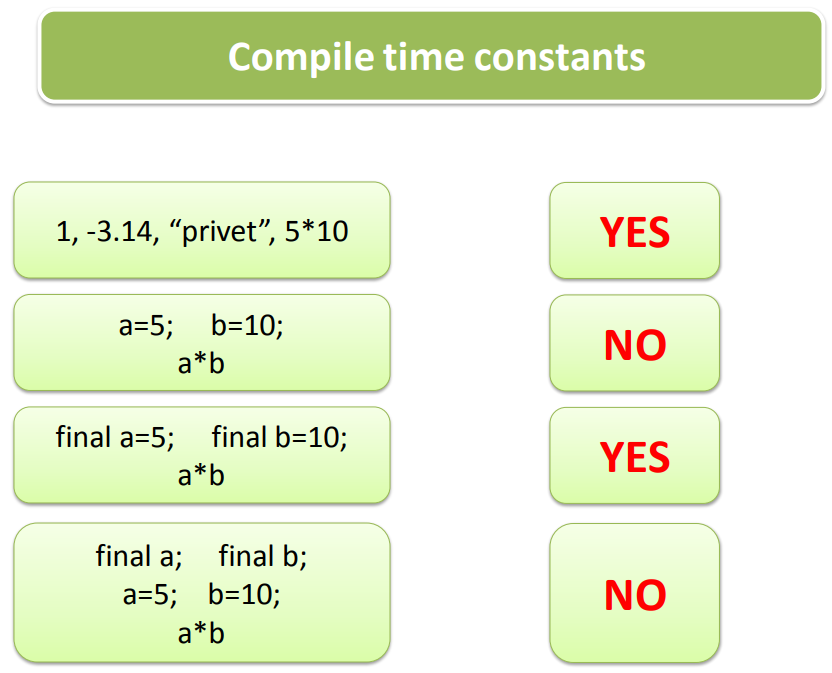 Compile time constants
1, -3.14, “privet”, 5*10
YES
a=5; b=10;
a*b
NO
final a=5; final b=10;
a*b
YES
final a; final b;
a=5; b=10;
a*b
NO